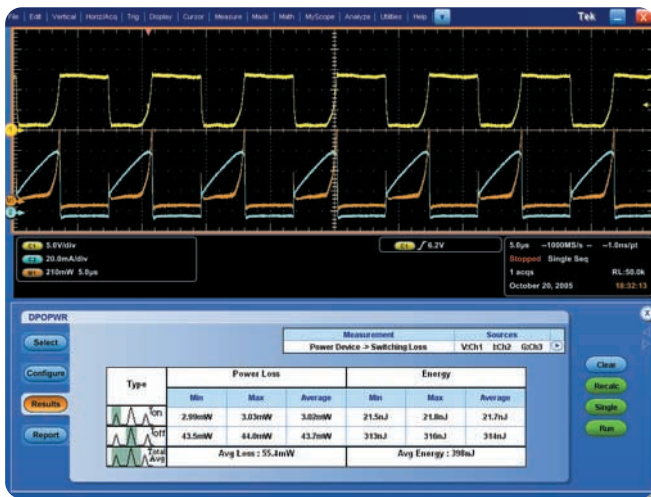 File Edit Vertical Horiz/Acq Trig Display Cursor Measure Mask Math MyScope Analyze Utilities Help Tek X
C1 5.0V/div
C2 20.0mA/div
M1 210mW 5.0µs
C1 6.2V
5.0µs 1000MS/s 1.0ns/pt
Stopped Single Seq
1 acqs RL:50.0k
October 20, 2005 18:32:13
DPOPWR
X
Select
Configure
Results
Report
Measurement Sources
Power Device -> Switching Loss V:Ch1 I:Ch2 G:Ch3
Type Power Loss Energy
Min Max Average Min Max Average
Ton 2.99mW 3.03mW 3.02mW 21.5nJ 21.8nJ 21.7nJ
Toff 43.5mW 44.0mW 43.7mW 313nJ 316nJ 314nJ
Total Avg Avg Loss : 55.4mW Avg Energy : 398nJ
Clear
Recalc
Single
Run